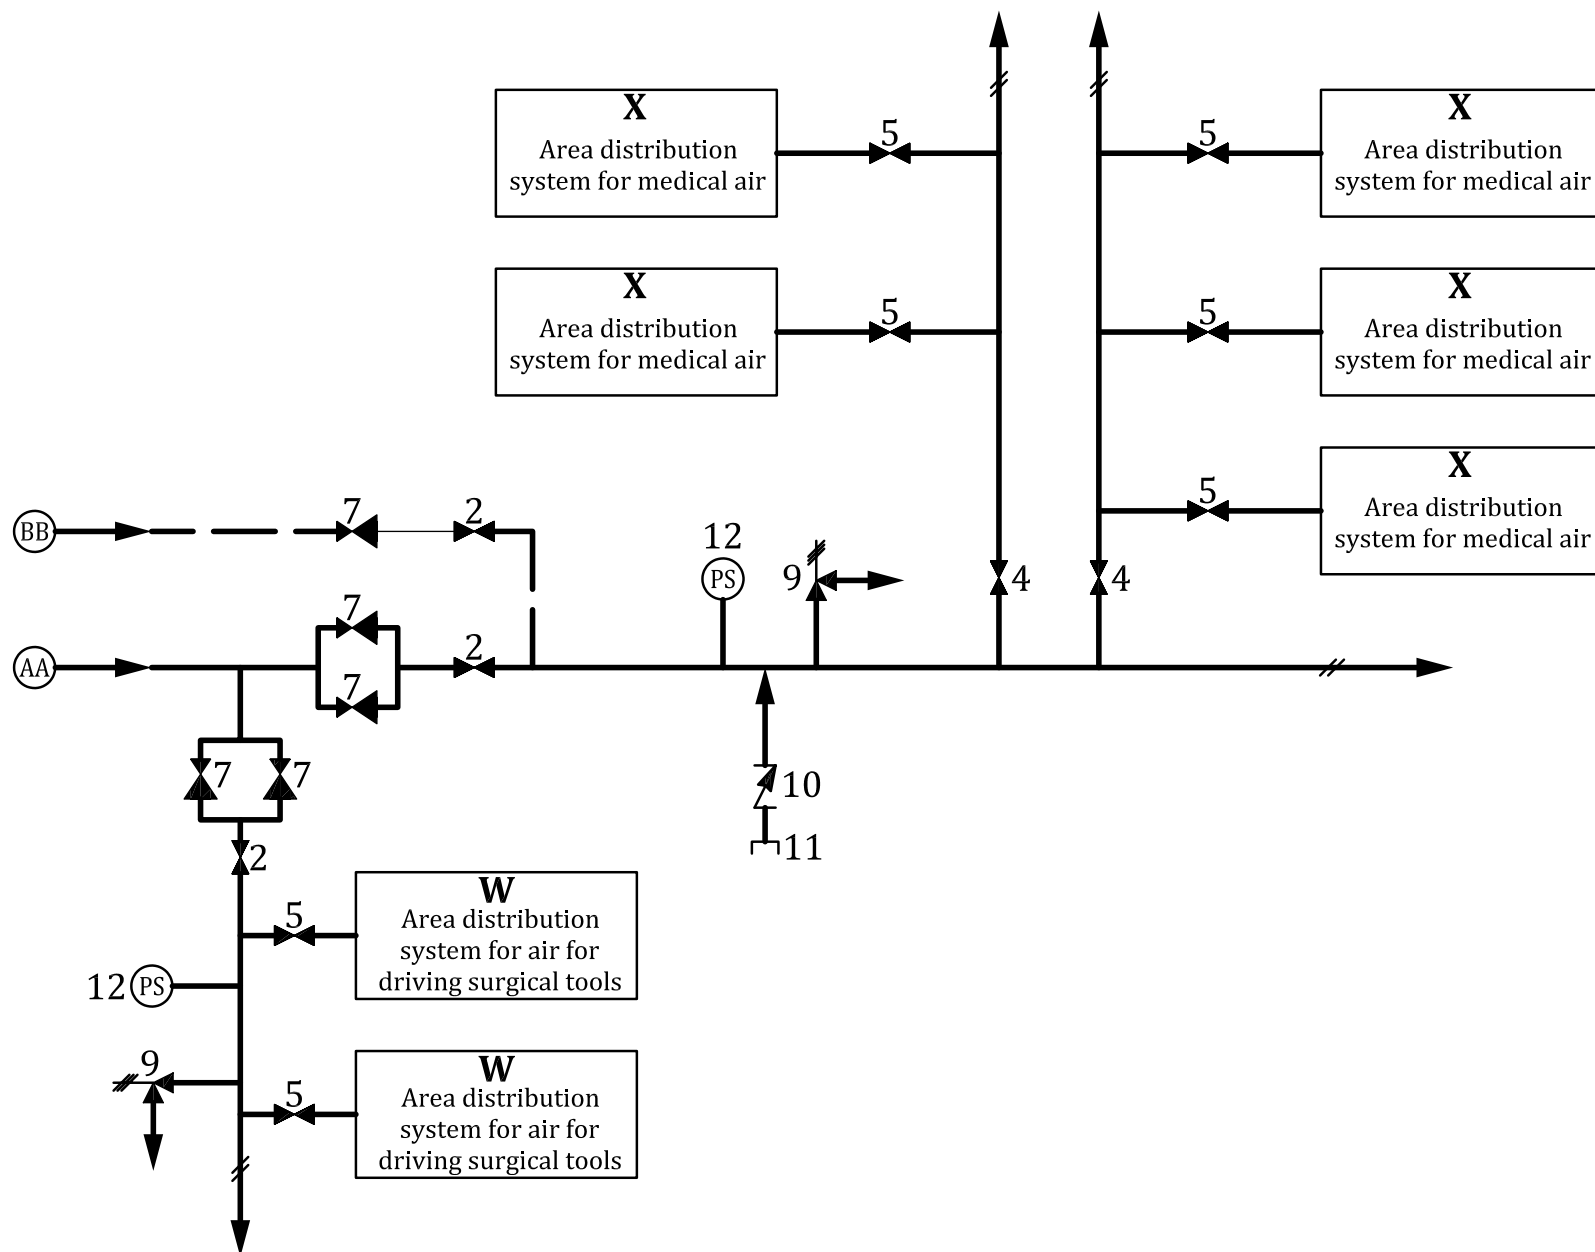 X
Area distribution
system for medical air
5
5
X
Area distribution
system for medical air
X
Area distribution
system for medical air
5
5
X
Area distribution
system for medical air
5
X
Area distribution
system for medical air
BB
7
2
12
PS
9
4
4
AA
7
7
2
7
7
10
11
2
5
W
Area distribution
system for air for
driving surgical tools
12
PS
9
5
W
Area distribution
system for air for
driving surgical tools